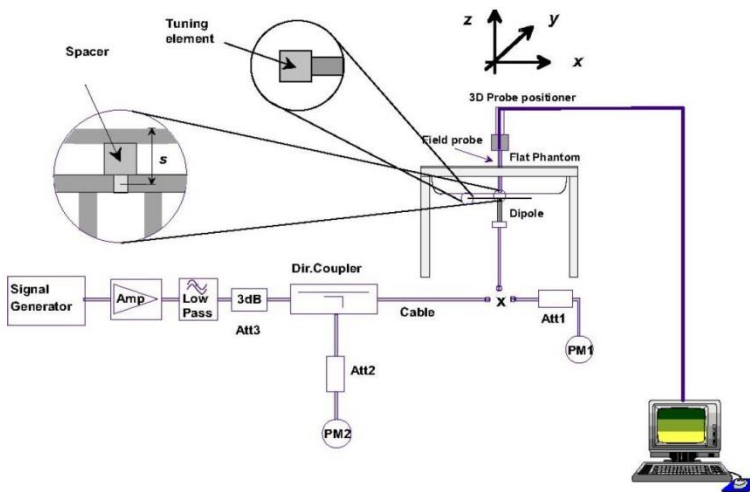 Tuning
element
Spacer
s
z
y
x
3D Probe positioner
Field probe
Flat Phantom
Dipole
Signal
Generator
Amp
Low
Pass
3dB
Att3
Dir.Coupler
Cable
x
Att1
PM1
Att2
PM2